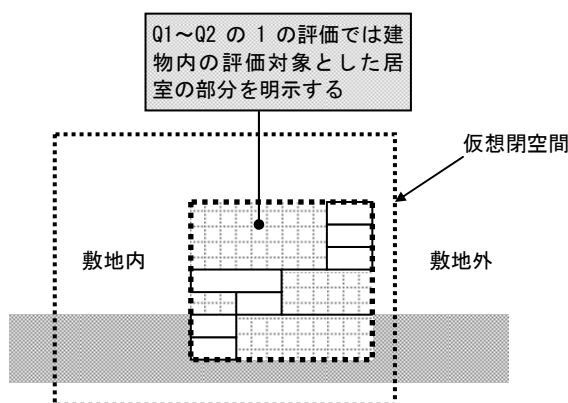 Q1～Q2 の 1 の評価では建
物内の評価対象とした居
室の部分を明示する
仮想閉空間
敷地内
敷地外